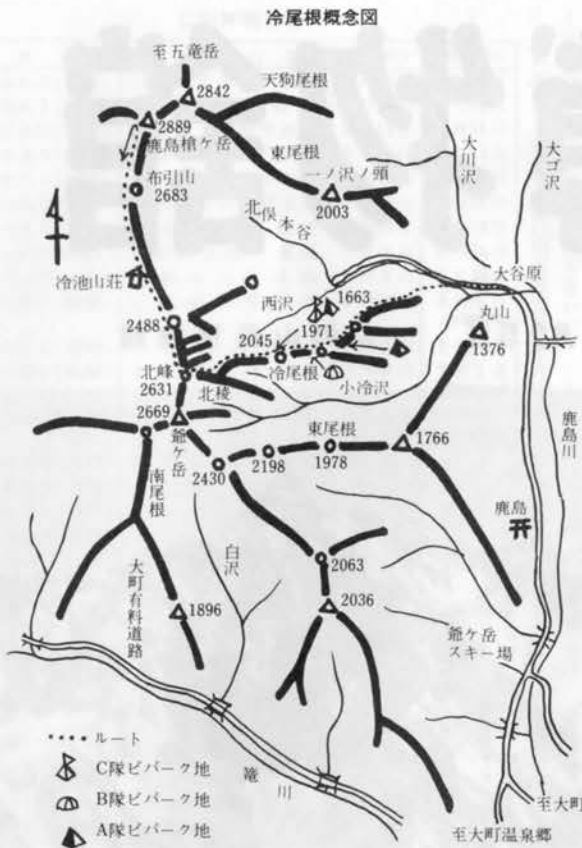 冷尾根概念図
至五竜岳
2842
天狗尾根
2889
鹿島槍ケ岳
東尾根
布引山
2683
一ノ沢ノ頭
2003
大川沢
大ゴ沢
北俣本谷
大谷原
冷池山荘
西沢
1663
丸山
1376
2488
2045
1971
冷尾根
小冷沢
北峰
2631
北稜
2669
爺ケ岳
東尾根
1766
鹿島川
2430
2198
1978
南尾根
鹿島
白沢
2063
大町有料道路
1896
2036
爺ケ岳
スキー場
・・・・・ルート
C隊ビバーク地
B隊ビバーク地
A隊ビバーク地
篭川
至大町
至大町温泉郷